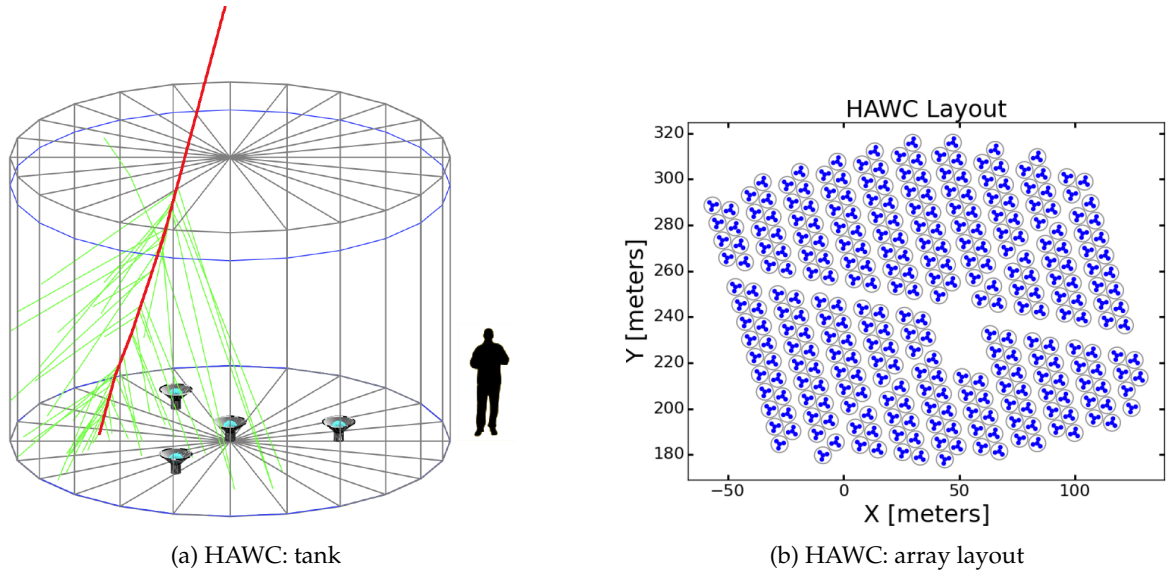 HAWC Layout
320
300
280
260
240
220
200
180
Y [meters]
−50
0
50
100
X [meters]
(a) HAWC: tank
(b) HAWC: array layout